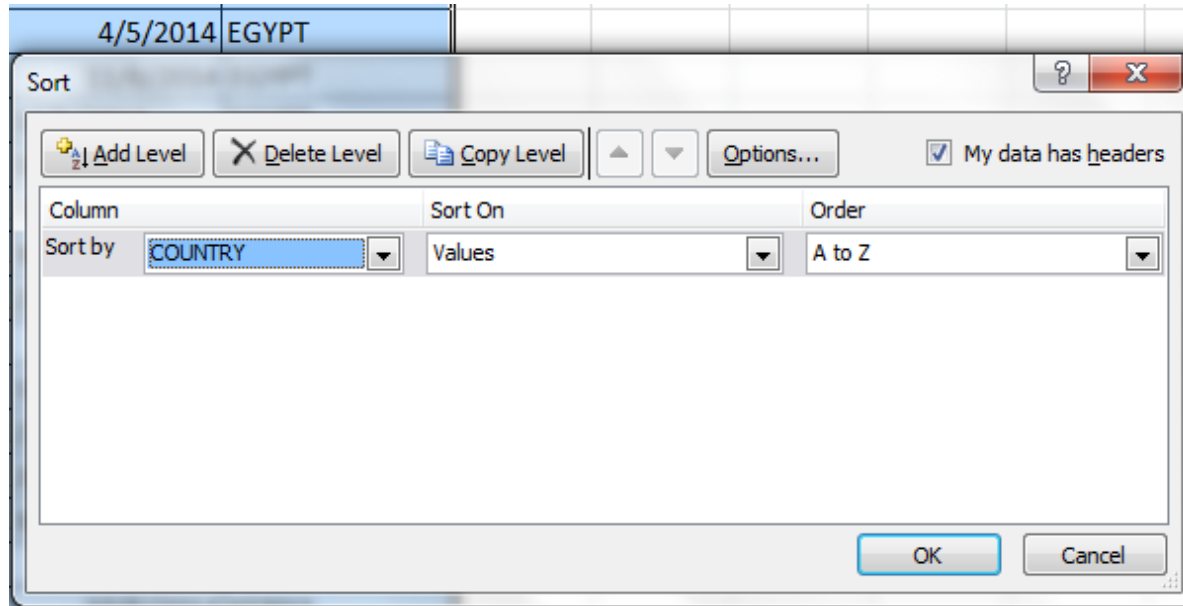 4/5/2014 EGYPT
Sort
Add Level Delete Level Copy Level Options... My data has headers
Column Sort On Order
Sort by COUNTRY Values A to Z
OK Cancel